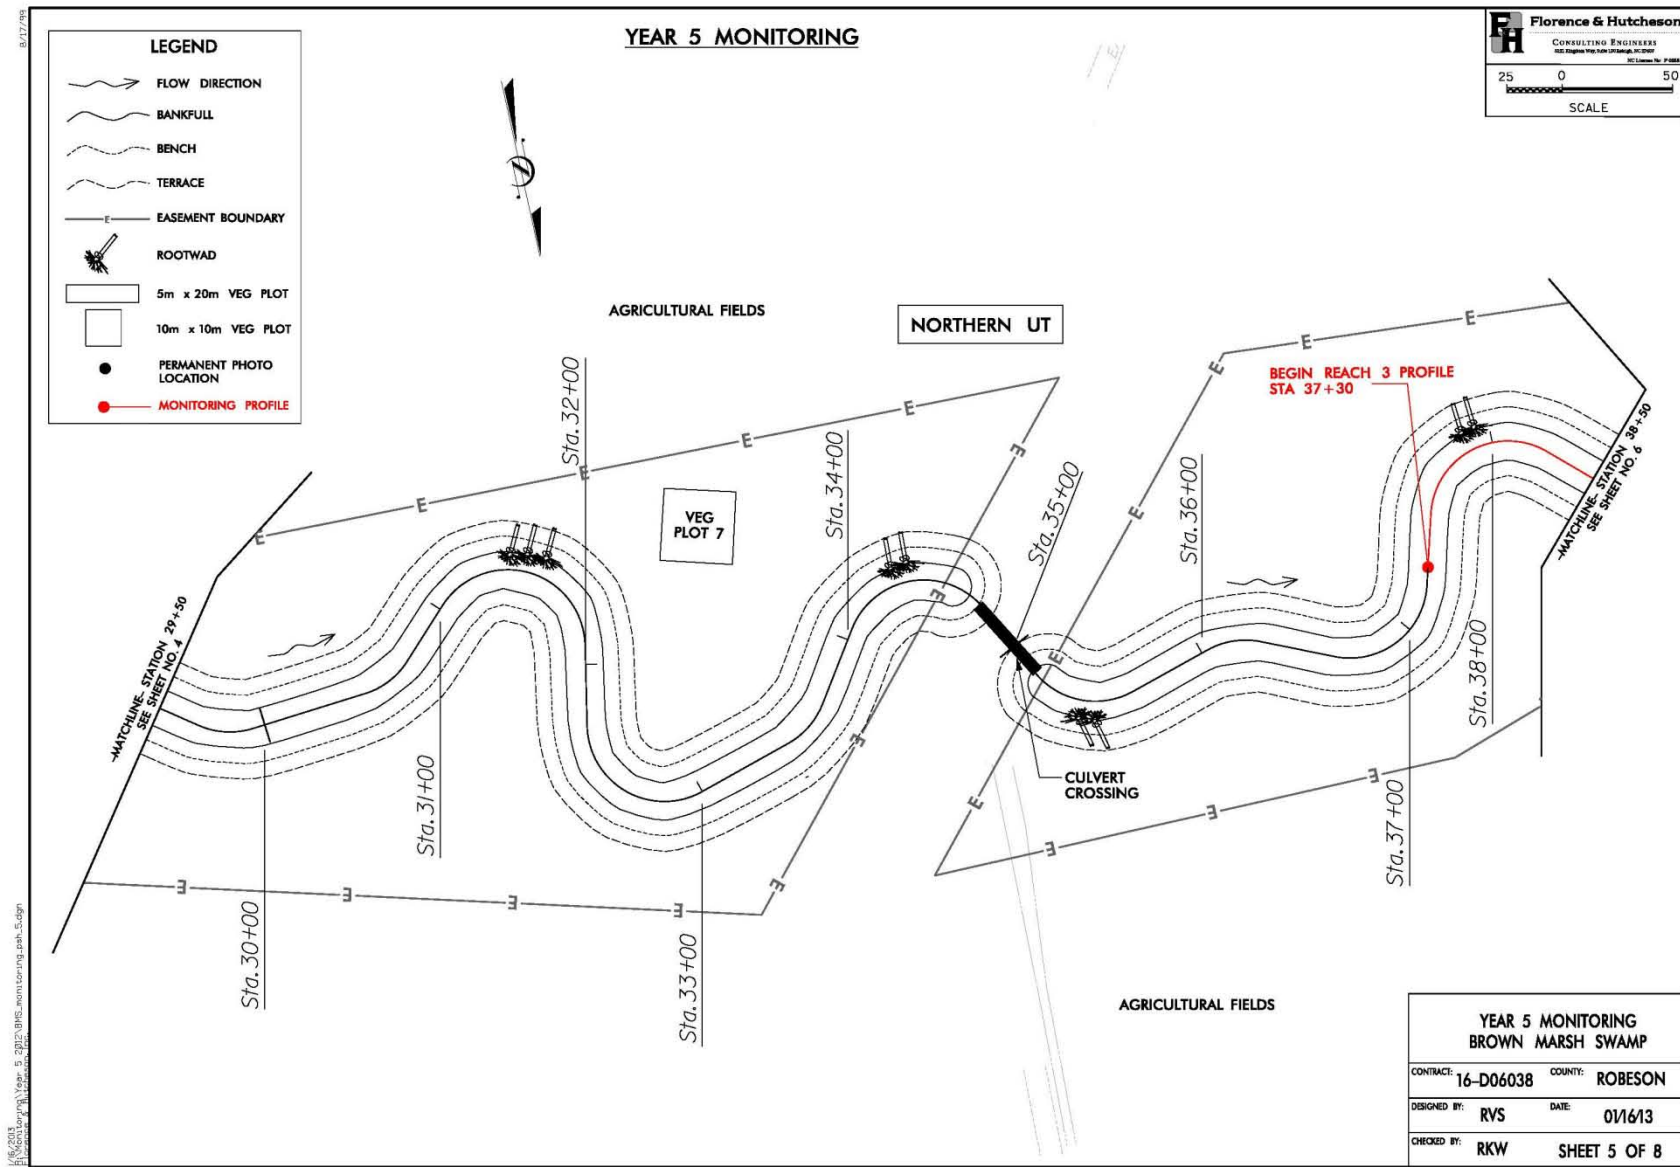 8/17/99
YEAR 5 MONITORING
Florence & Hutcheson
CONSULTING ENGINEERS
25 0 50
SCALE
LEGEND
FLOW DIRECTION
BANKFULL
BENCH
TERRACE
E EASEMENT BOUNDARY
ROOTWAD
5m x 20m VEG PLOT
10m x 10m VEG PLOT
PERMANENT PHOTO
LOCATION
MONITORING PROFILE
AGRICULTURAL FIELDS
NORTHERN UT
BEGIN REACH 3 PROFILE
STA 37+30
E E E E E
E E E E
E E E E
E E E E
E E E
E E E
VEG
PLOT 7
MATCHLINE- STATION 29+50
SEE SHEET NO. 4
Sta.30+00
Sta.31+00
Sta.32+00
Sta.33+00
Sta.34+00
Sta.35+00
Sta.36+00
Sta.37+00
Sta.38+00
MATCHLINE- STATION 38+50
SEE SHEET NO. 6
CULVERT
CROSSING
AGRICULTURAL FIELDS
YEAR 5 MONITORING
BROWN MARSH SWAMP
CONTRACT: 16-D06038 COUNTY: ROBESON
DESIGNED BY: RVS DATE: 01/16/13
CHECKED BY: RKW SHEET 5 OF 8